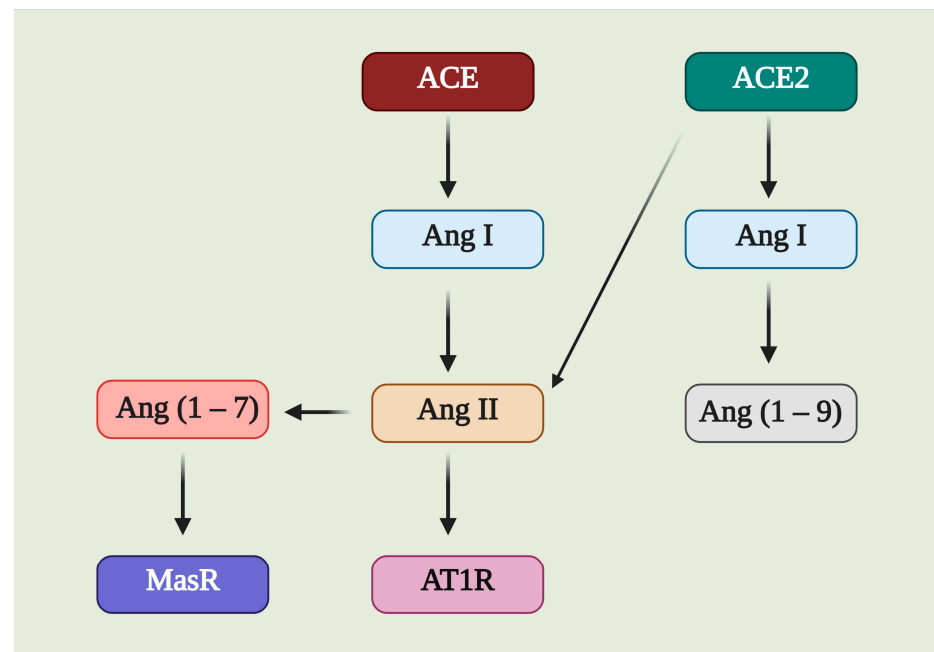 ACE
ACE2
Ang I
Ang I
Ang (1 – 7)
Ang II
Ang (1 – 9)
MasR
AT1R